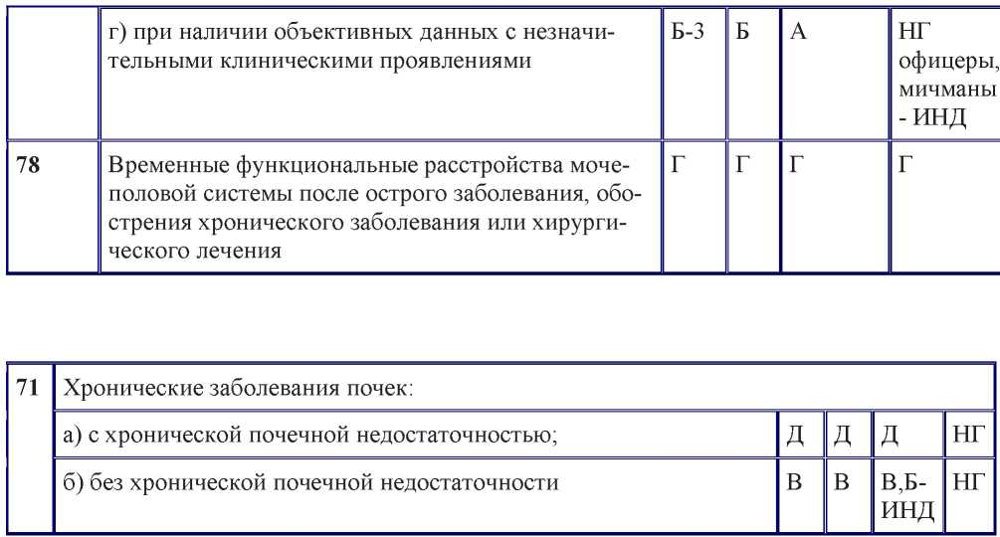 г) при наличии объективных данных с незначи- Б-3 Б А НГ
тельными клиническими проявлениями офицеры,
мичманы
- ИНД
78 Временные функциональные расстройства моче- Г Г Г Г
половой системы после острого заболевания, обо-
стрения хронического заболевания или хирурги-
ческого лечения
71 Хронические заболевания почек:
а) с хронической почечной недостаточностью; Д Д Д НГ
б) без хронической почечной недостаточности В В В,Б- НГ
ИНД